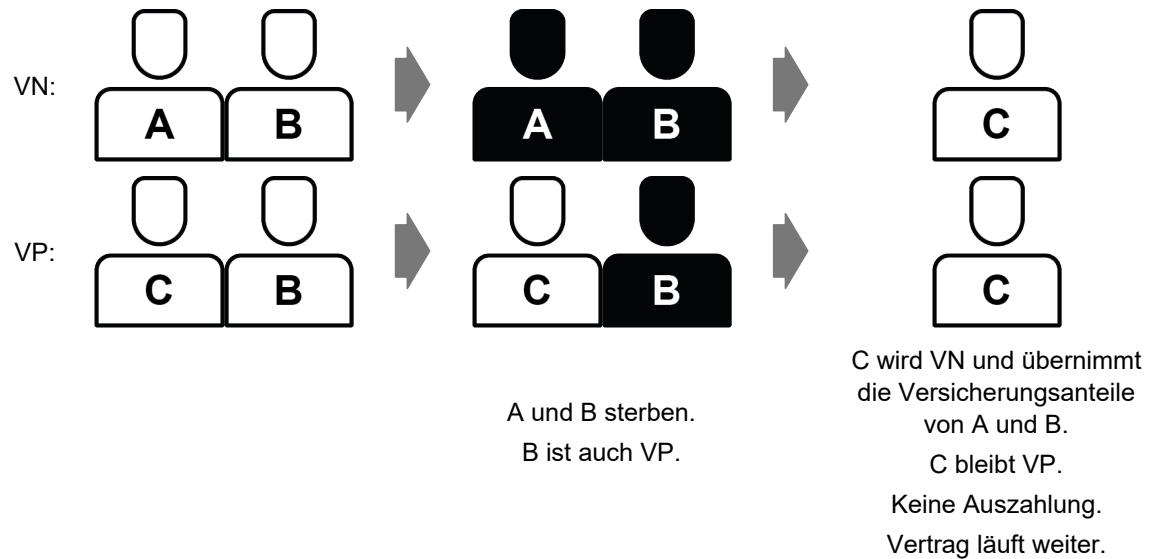 VN:
A B
A B
C
VP:
C B
C B
C
A und B sterben.
B ist auch VP.
C wird VN und übernimmt
die Versicherungsanteile
von A und B.
C bleibt VP.
Keine Auszahlung.
Vertrag läuft weiter.